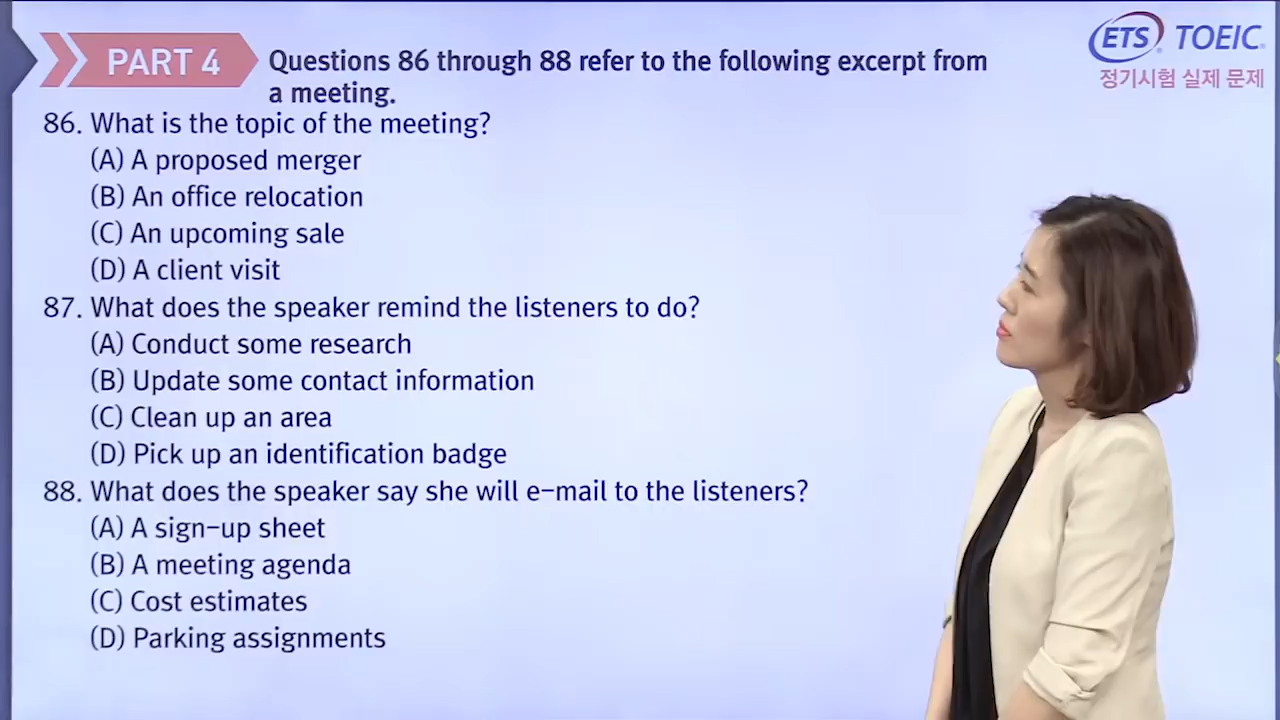 PART 4
Questions 86 through 88 refer to the following excerpt from
a meeting.
ETS TOEIC
정기시험 실제 문제
86. What is the topic of the meeting?
(A) A proposed merger
(B) An office relocation
(C) An upcoming sale
(D) A client visit
87. What does the speaker remind the listeners to do?
(A) Conduct some research
(B) Update some contact information
(C) Clean up an area
(D) Pick up an identification badge
88. What does the speaker say she will e-mail to the listeners?
(A) A sign-up sheet
(B) A meeting agenda
(C) Cost estimates
(D) Parking assignments